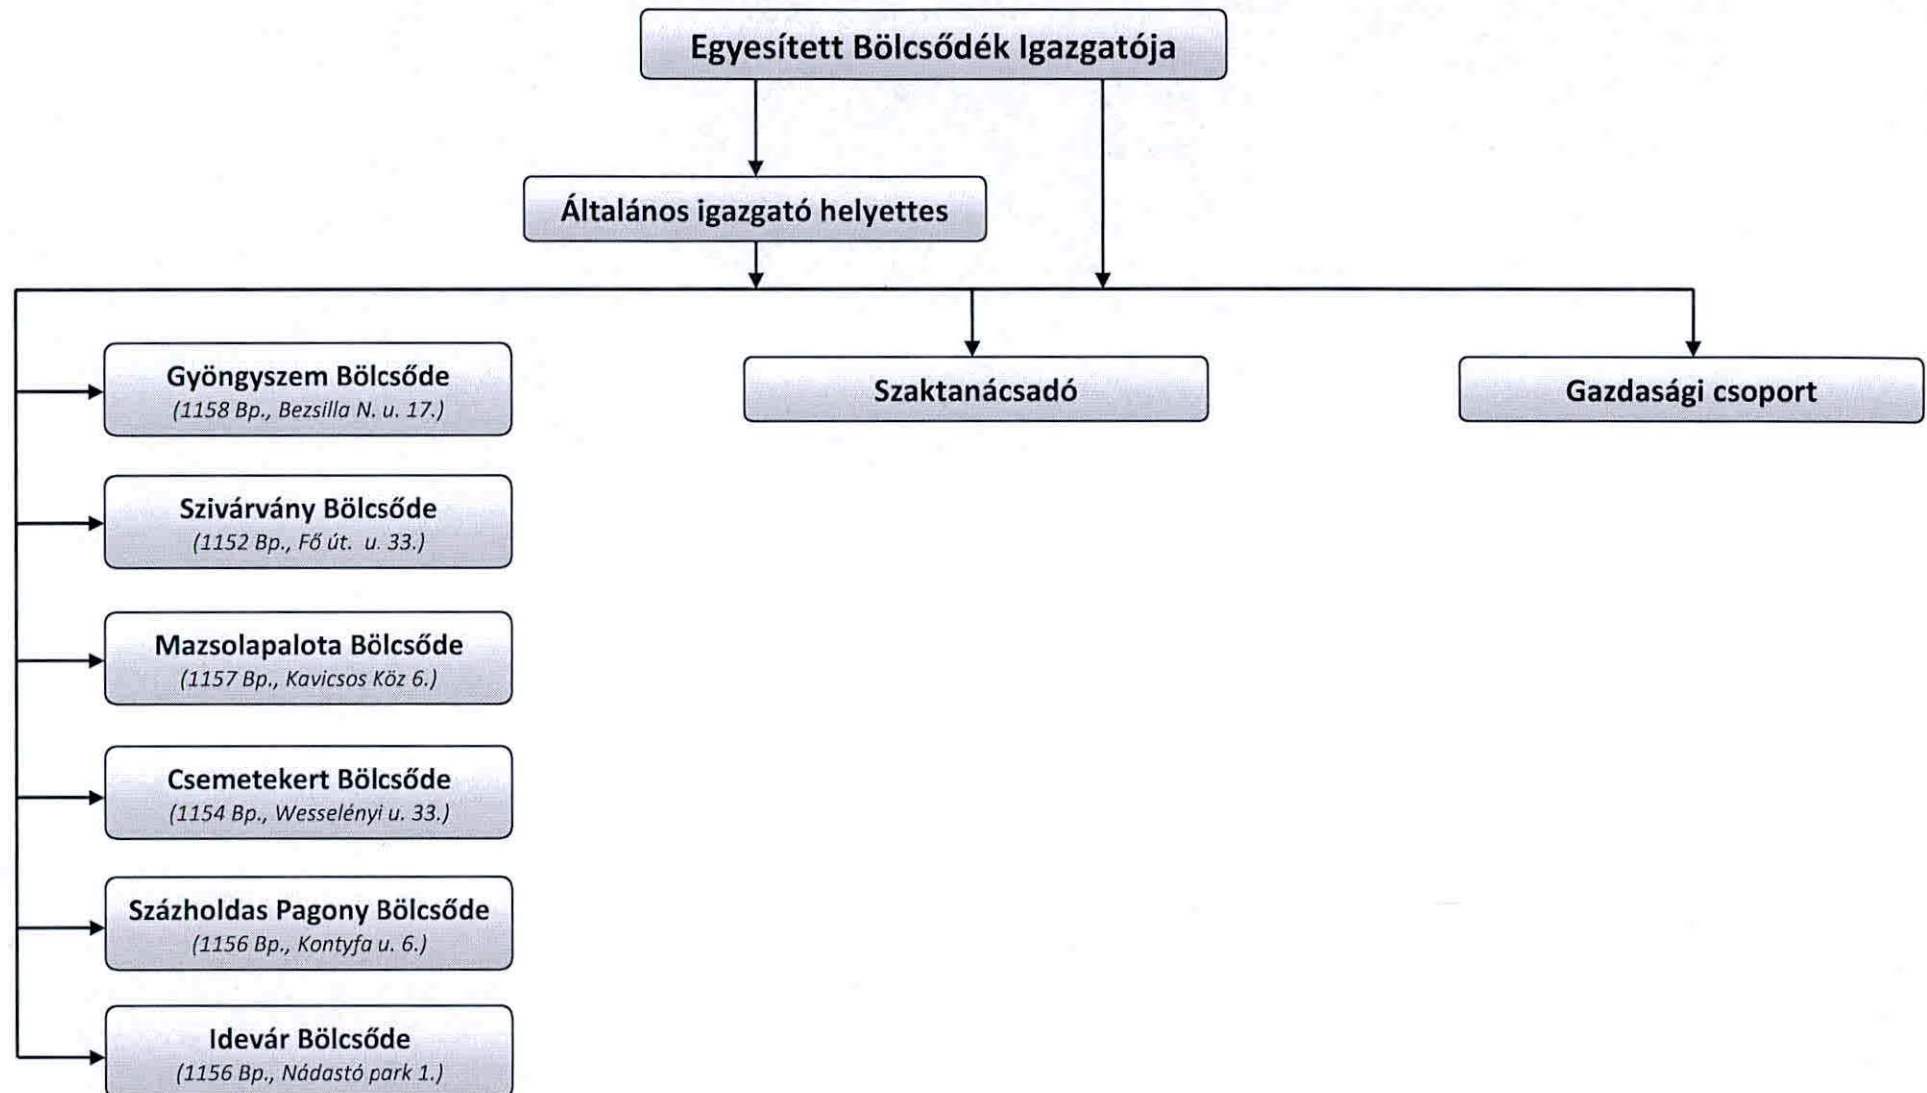 Egyesített Bölcsődék Igazgatója
Általános igazgató helyettes
Gyöngyszem Bölcsőde
(1158 Bp., Bezsilla N. u. 17.)
Szaktanácsadó
Gazdasági csoport
Szivárvány Bölcsőde
(1152 Bp., Fő út.  u. 33.)
Mazsolapalota Bölcsőde
(1157 Bp., Kavicsos Köz 6.)
Csemetekert Bölcsőde
(1154 Bp., Wesselényi u. 33.)
Százholdas Pagony Bölcsőde
(1156 Bp., Kontyfa u. 6.)
Idevár Bölcsőde
(1156 Bp., Nádastó park 1.)